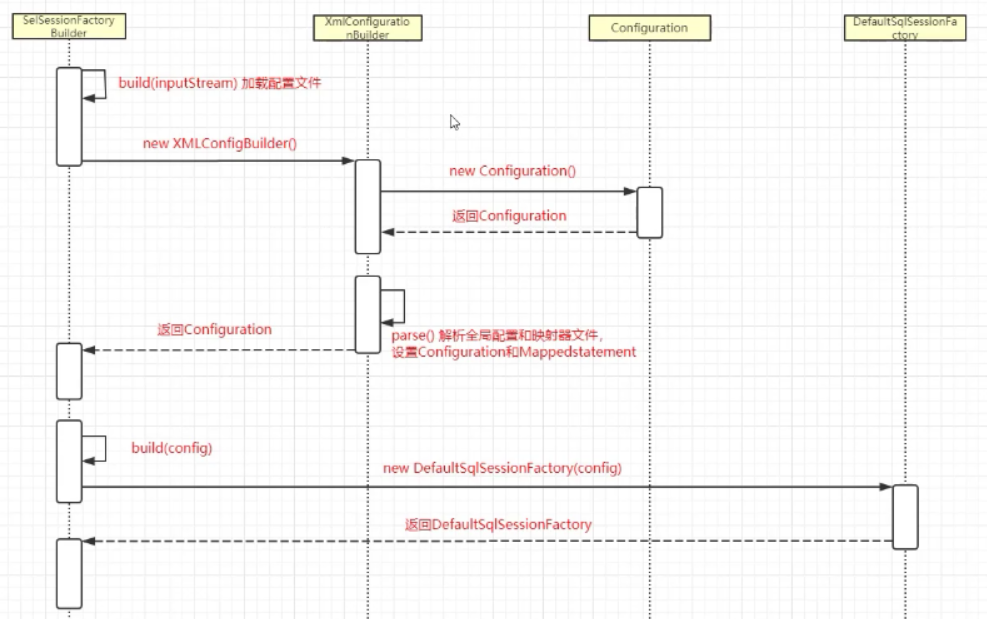 SelSessionFactory
Builder
XmlConfiguratio
nBuilder
Configuration
DefaultSqlSessionFa
ctory
build(inputStream) 加载配置文件
new XMLConfigBuilder()
new Configuration()
返回Configuration
parse() 解析全局配置和映射器文件，
设置Configuration和Mappedstatement
返回Configuration
build(config)
new DefaultSqlSessionFactory(config)
返回DefaultSqlSessionFactory